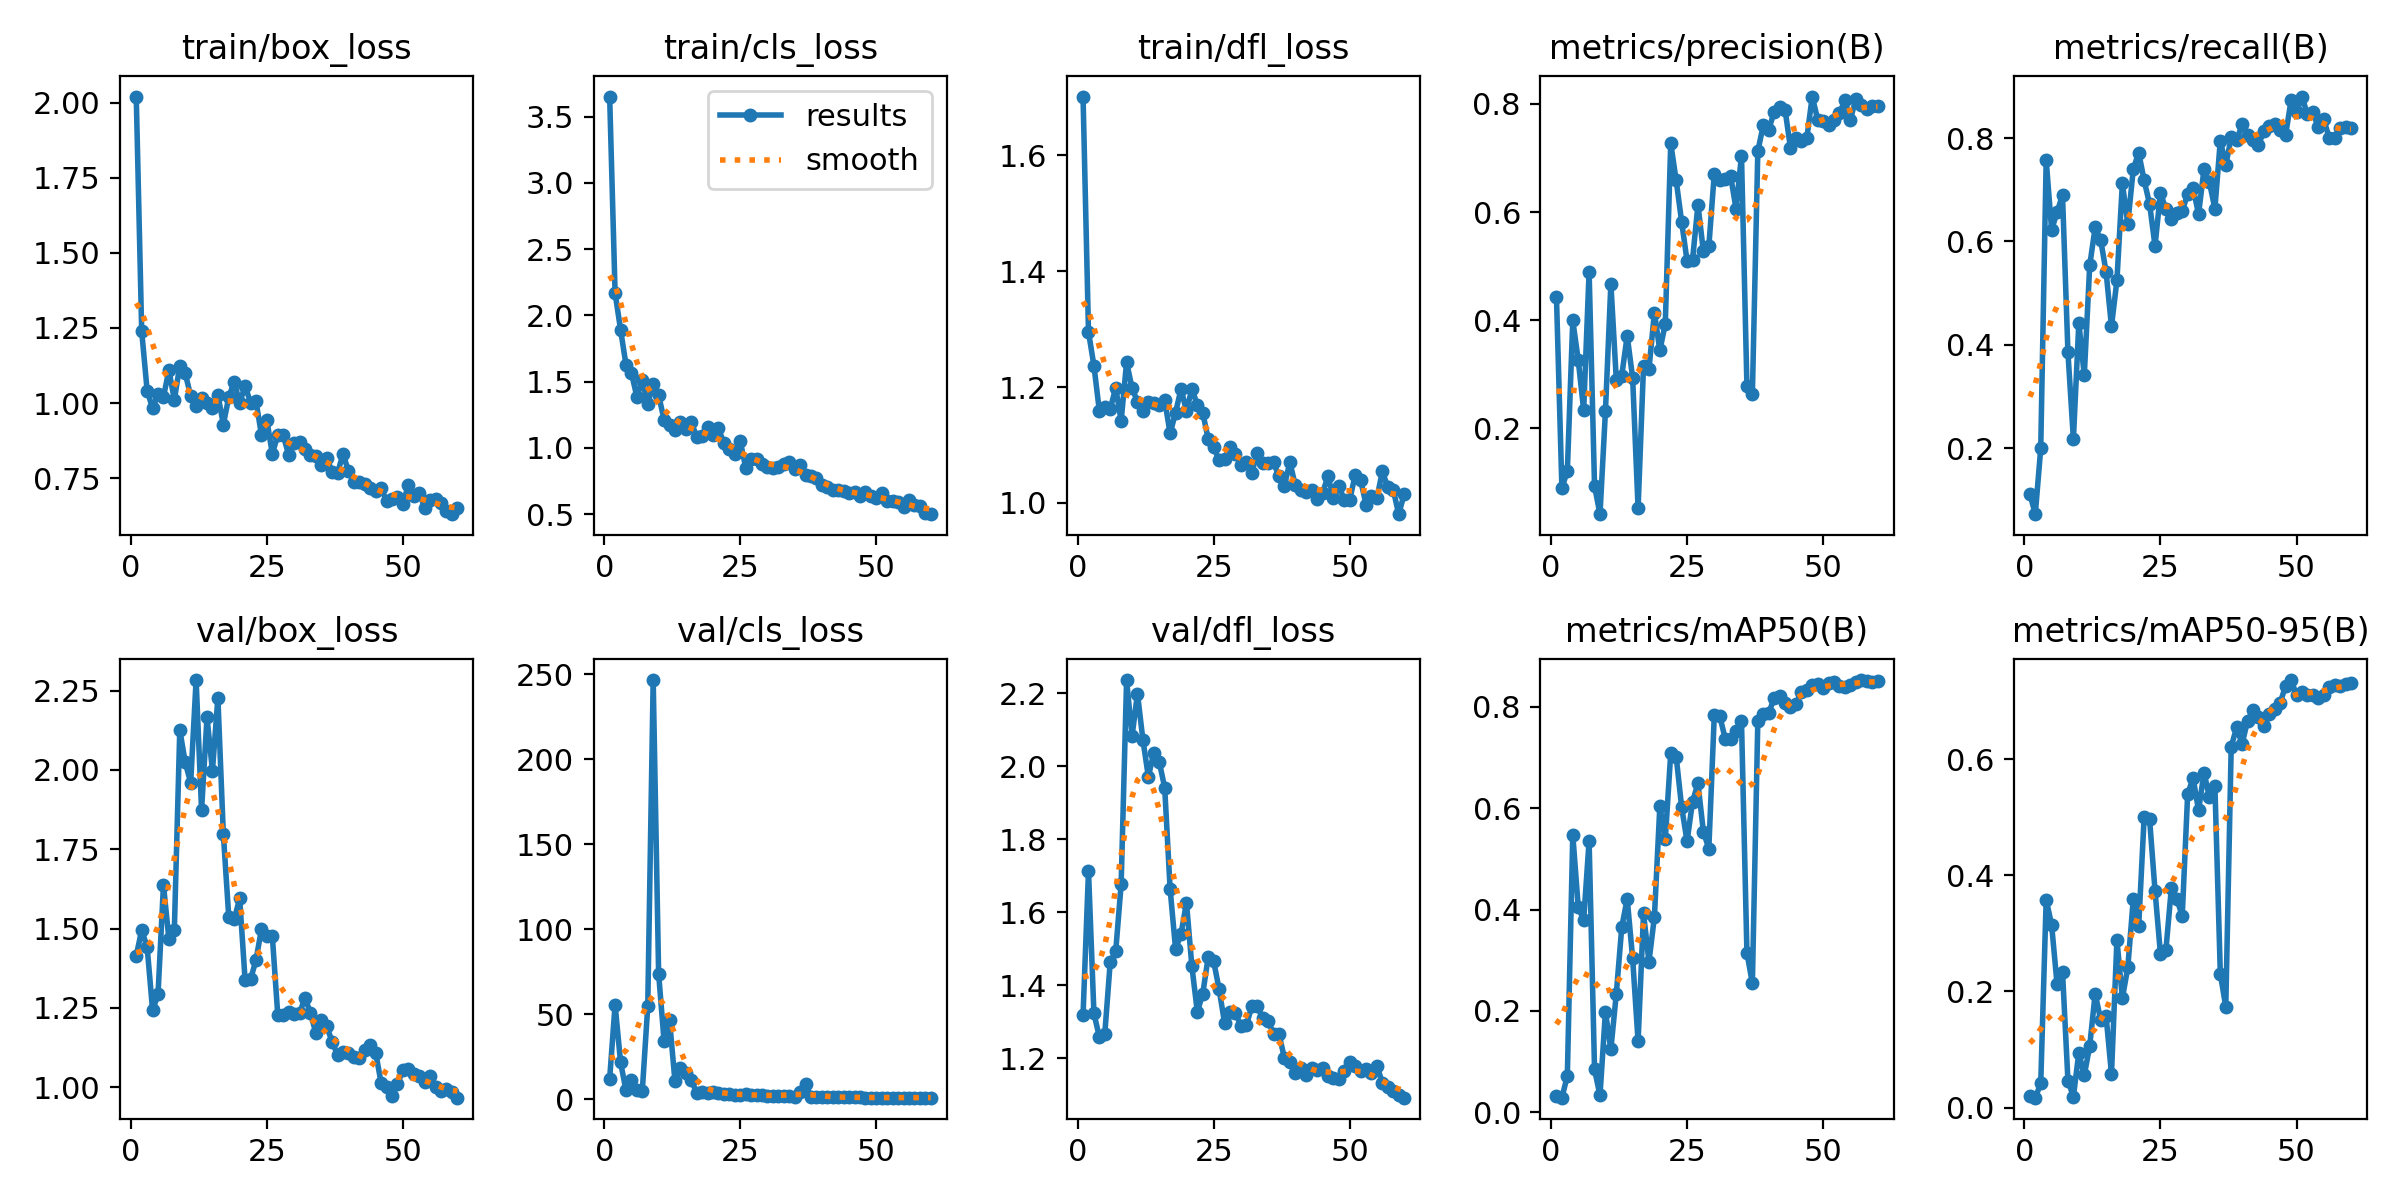 train/box_loss
2.00
1.75
1.50
1.25
1.00
0.75
0 25 50
train/cls_loss
results
smooth
3.5
3.0
2.5
2.0
1.5
1.0
0.5
0 25 50
train/dfl_loss
1.6
1.4
1.2
1.0
0 25 50
metrics/precision(B)
0.8
0.6
0.4
0.2
0 25 50
metrics/recall(B)
0.8
0.6
0.4
0.2
0 25 50
val/box_loss
2.25
2.00
1.75
1.50
1.25
1.00
0 25 50
val/cls_loss
250
200
150
100
50
0
0 25 50
val/dfl_loss
2.2
2.0
1.8
1.6
1.4
1.2
0 25 50
metrics/mAP50(B)
0.8
0.6
0.4
0.2
0.0
0 25 50
metrics/mAP50-95(B)
0.6
0.4
0.2
0.0
0 25 50